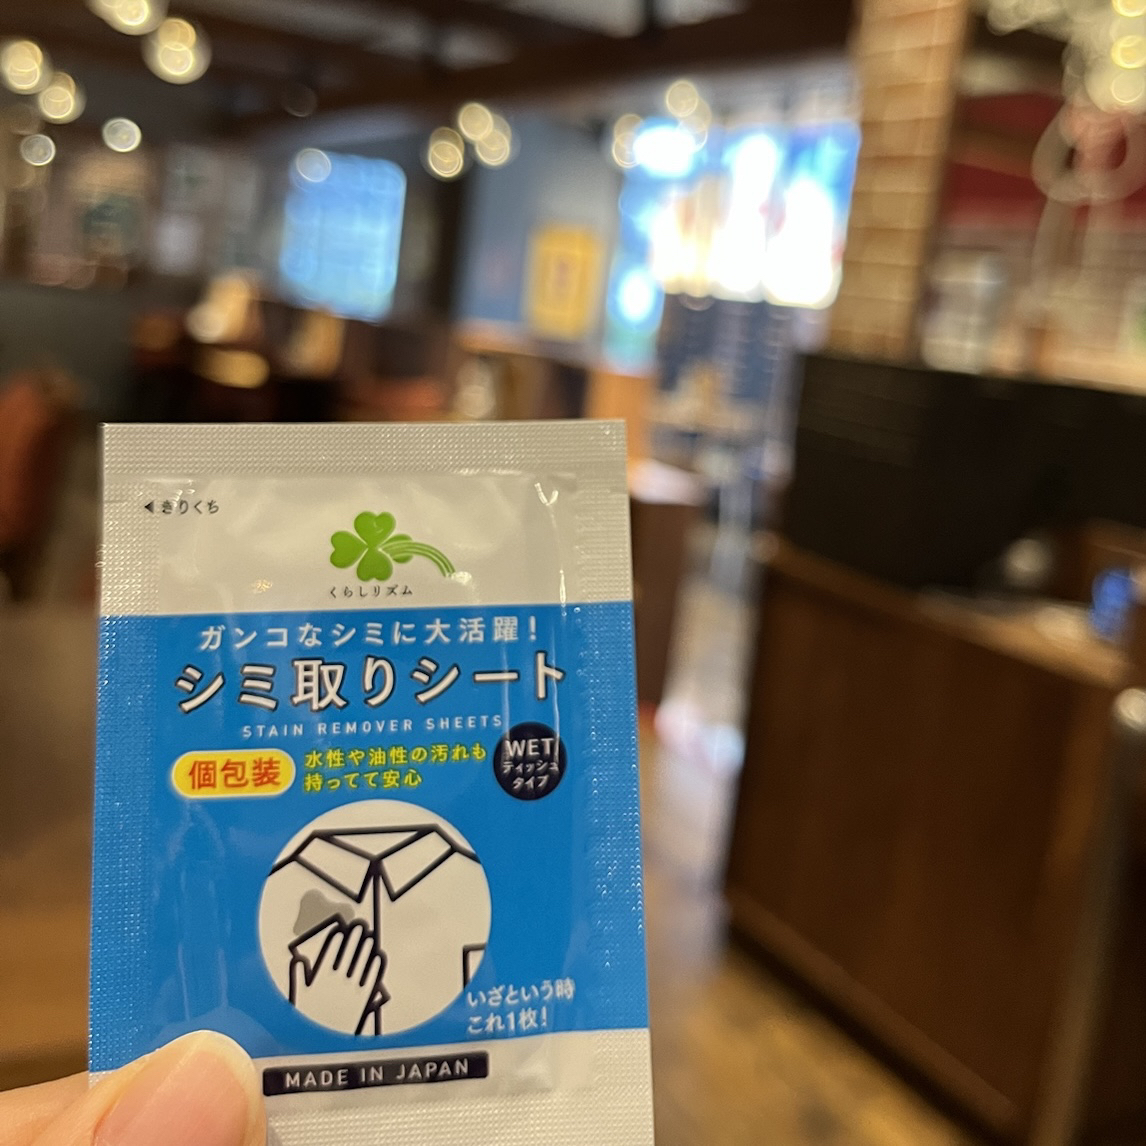 ◀きりくち
くらしリズム
ガンコなシミに大活躍！
シミ取りシート
STAIN REMOVER SHEETS
個包装
水性や油性の汚れも
持ってて安心
WET
ティッシュ
タイプ
いざという時
これ1枚！
MADE IN JAPAN